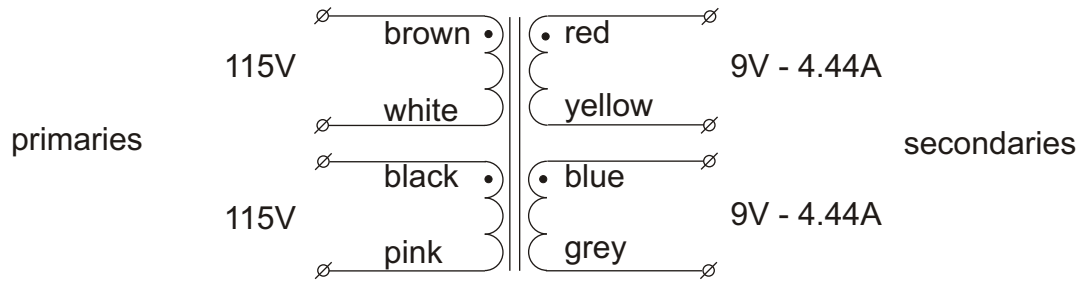 brown
red
115V
9V - 4.44A
white
yellow
primaries
secondaries
black
blue
115V
9V - 4.44A
pink
grey